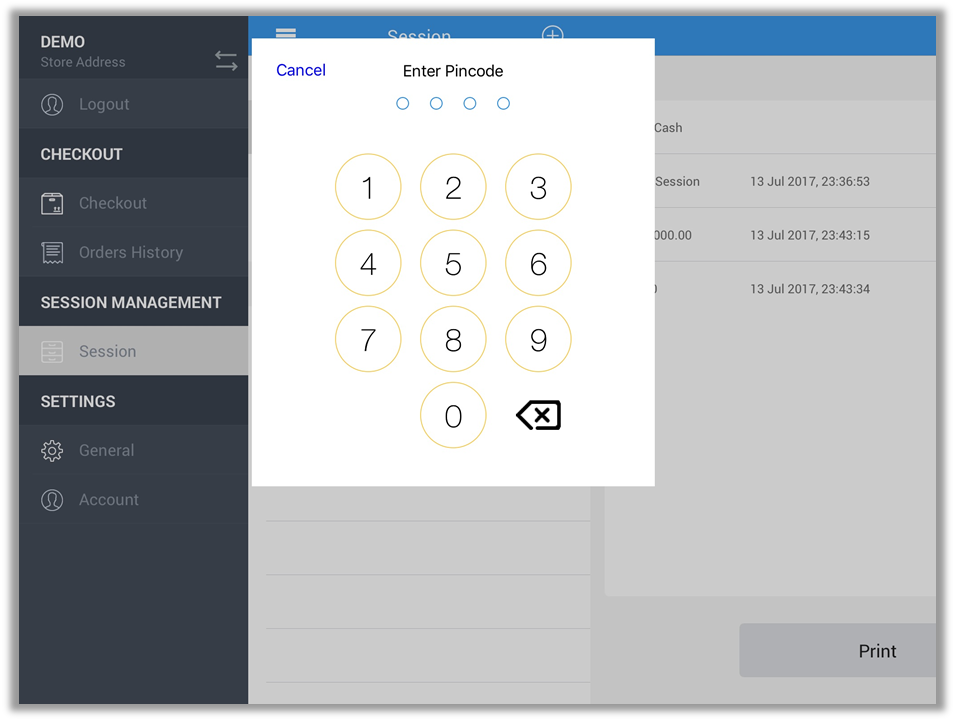 DEMO
Store Address
Logout
CHECKOUT
Checkout
Orders History
SESSION MANAGEMENT
Session
SETTINGS
General
Account
Session
Cancel
Enter Pincode
1 2 3
4 5 6
7 8 9
0
Cash
Session 13 Jul 2017, 23:36:53
000.00 13 Jul 2017, 23:43:15
13 Jul 2017, 23:43:34
Print